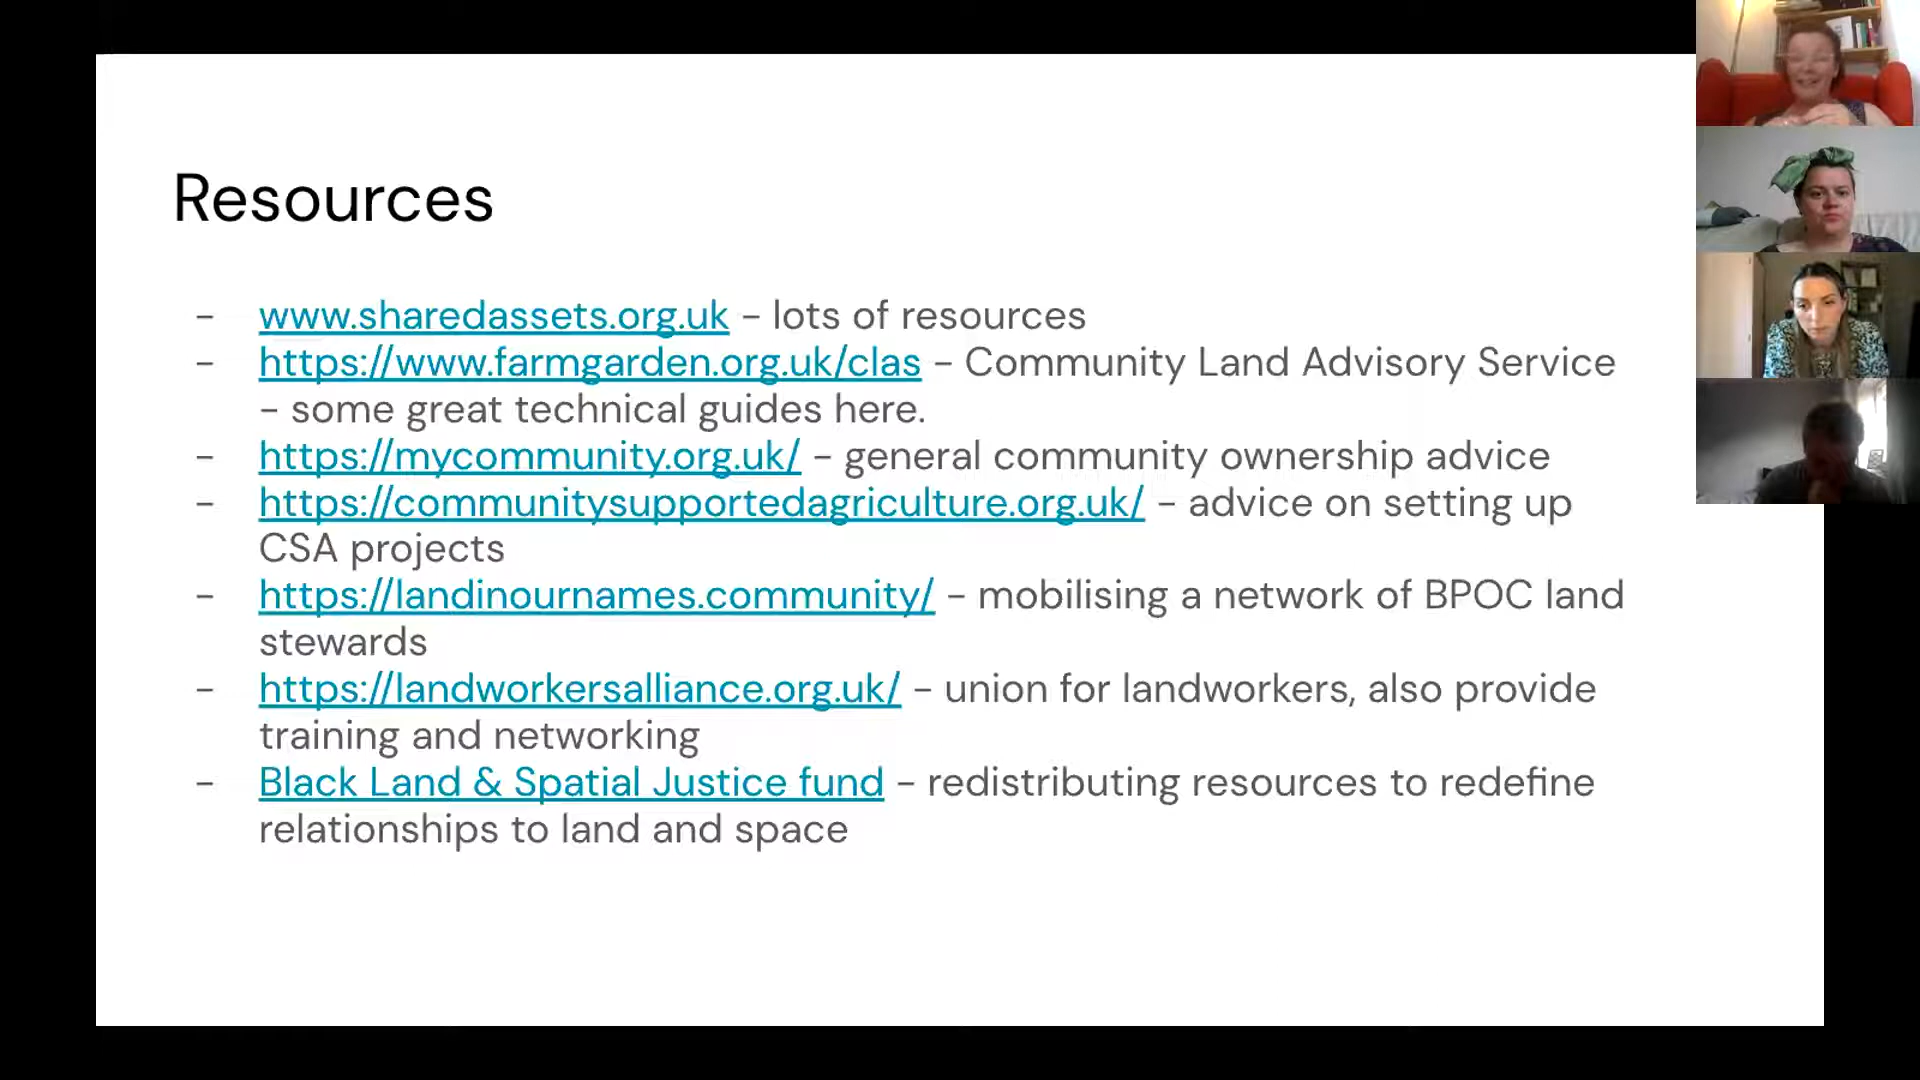 Resources
- www.sharedassets.org.uk – lots of resources
- https://www.farmgarden.org.uk/clas – Community Land Advisory Service
– some great technical guides here.
- https://mycommunity.org.uk/ – general community ownership advice
- https://communitysupportedagriculture.org.uk/ – advice on setting up
CSA projects
- https://landinournames.community/ – mobilising a network of BPOC land
stewards
- https://landworkersalliance.org.uk/ – union for landworkers, also provide
training and networking
- Black Land & Spatial Justice fund – redistributing resources to redefine
relationships to land and space